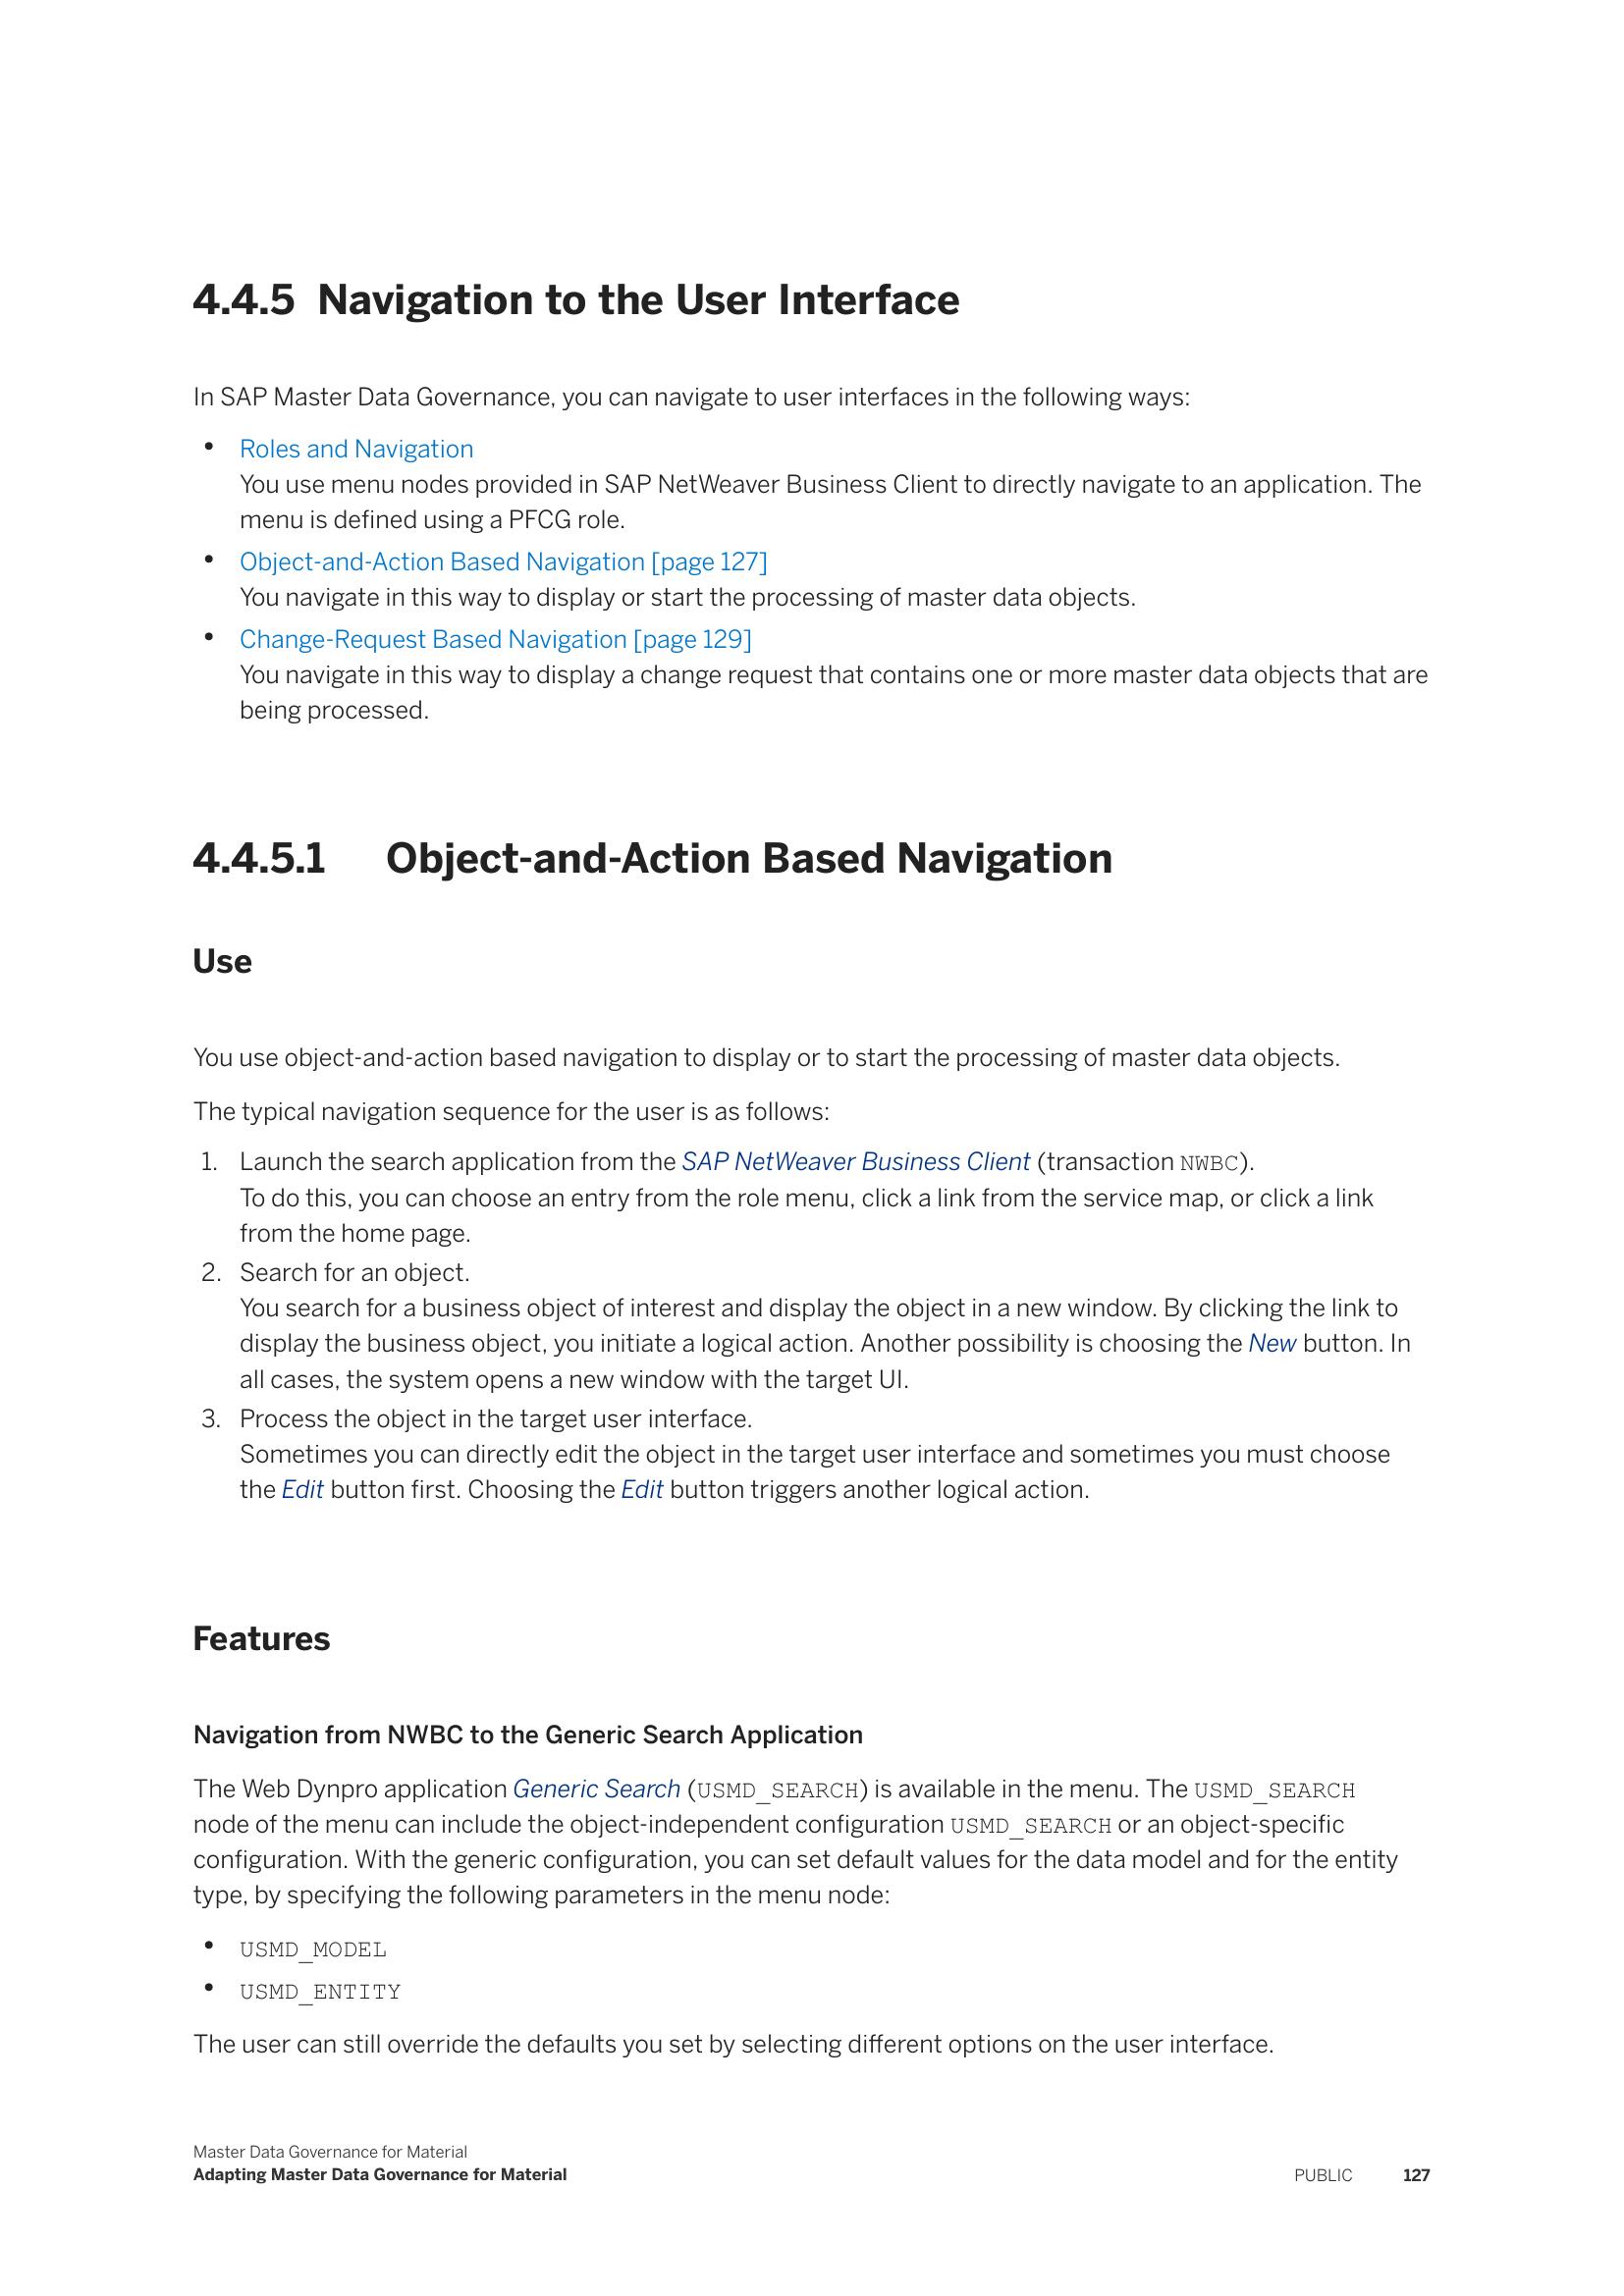 4.4.5 Navigation to the User Interface
In SAP Master Data Governance, you can navigate to user interfaces in the following ways:
• Roles and Navigation
You use menu nodes provided in SAP NetWeaver Business Client to directly navigate to an application. The
menu is defined using a PFCG role.
• Object-and-Action Based Navigation [page 127]
You navigate in this way to display or start the processing of master data objects.
• Change-Request Based Navigation [page 129]
You navigate in this way to display a change request that contains one or more master data objects that are
being processed.
4.4.5.1 Object-and-Action Based Navigation
Use
You use object-and-action based navigation to display or to start the processing of master data objects.
The typical navigation sequence for the user is as follows:
1. Launch the search application from the SAP NetWeaver Business Client (transaction NWBC).
To do this, you can choose an entry from the role menu, click a link from the service map, or click a link
from the home page.
2. Search for an object.
You search for a business object of interest and display the object in a new window. By clicking the link to
display the business object, you initiate a logical action. Another possibility is choosing the New button. In
all cases, the system opens a new window with the target UI.
3. Process the object in the target user interface.
Sometimes you can directly edit the object in the target user interface and sometimes you must choose
the Edit button first. Choosing the Edit button triggers another logical action.
Features
Navigation from NWBC to the Generic Search Application
The Web Dynpro application Generic Search (USMD_SEARCH) is available in the menu. The USMD_SEARCH
node of the menu can include the object-independent configuration USMD_SEARCH or an object-specific
configuration. With the generic configuration, you can set default values for the data model and for the entity
type, by specifying the following parameters in the menu node:
• USMD_MODEL
• USMD_ENTITY
The user can still override the defaults you set by selecting different options on the user interface.
Master Data Governance for Material
Adapting Master Data Governance for Material
PUBLIC 127